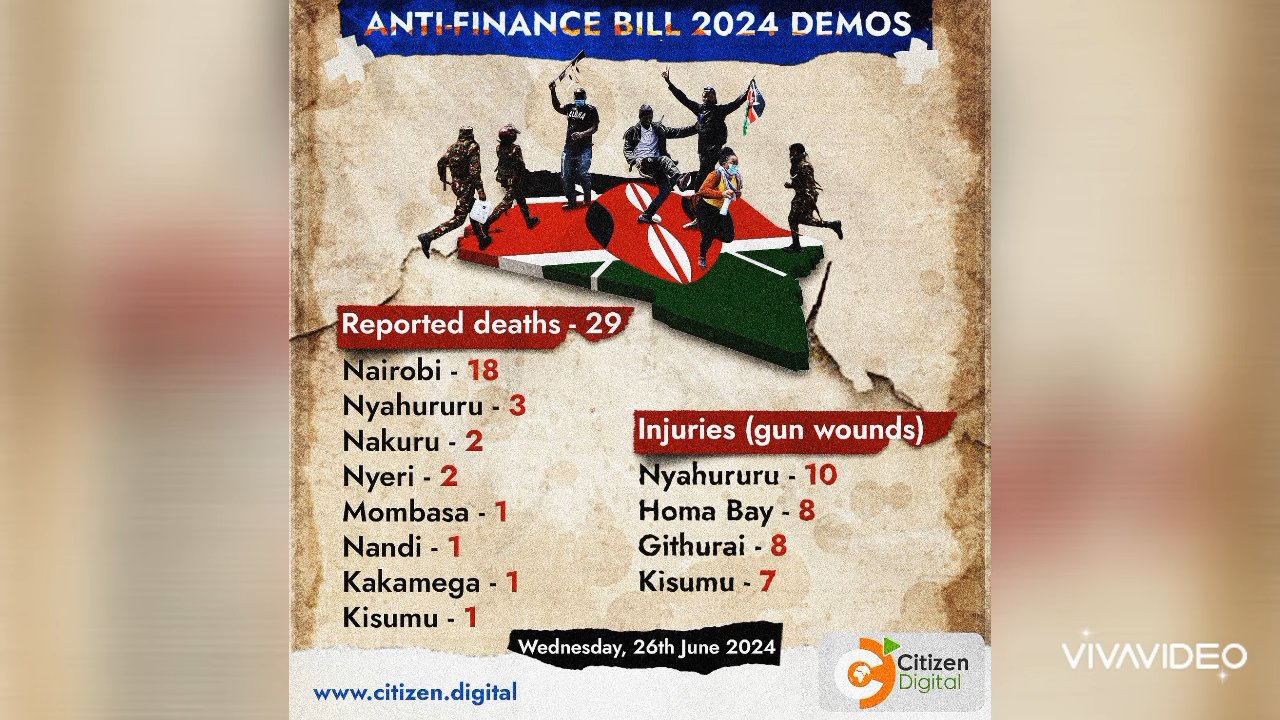 ANTI-FINANCE BILL 2024 DEMOS
Reported deaths - 29
Nairobi - 18
Nyahururu - 3
Nakuru - 2
Nyeri - 2
Mombasa - 1
Nandi - 1
Kakamega - 1
Kisumu - 1
Injuries (gun wounds)
Nyahururu - 10
Homa Bay - 8
Githurai - 8
Kisumu - 7
Wednesday, 26th June 2024
www.citizen.digital
Citizen
Digital
VIVAVIDEO